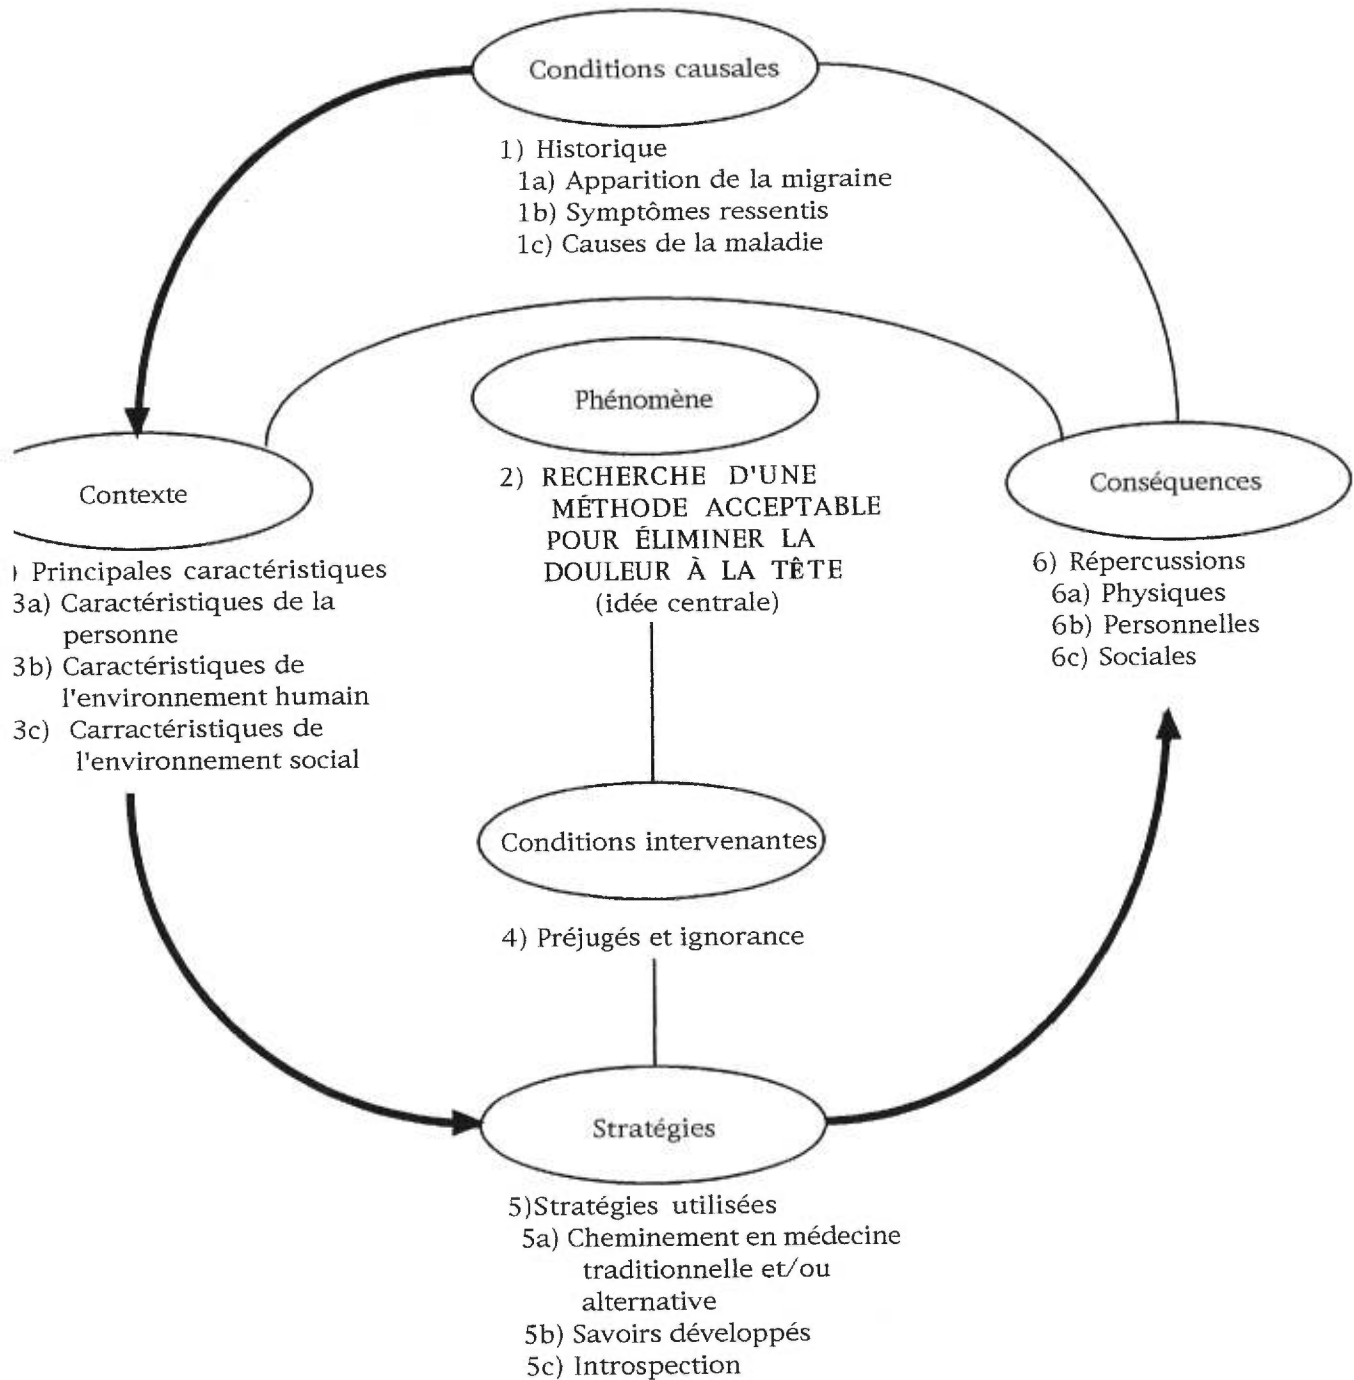 Conditions causales
1) Historique
1a) Apparition de la migraine
1b) Symptômes ressentis
1c) Causes de la maladie
Phénomène
2) RECHERCHE D'UNE
MÉTHODE ACCEPTABLE
POUR ÉLIMINER LA
DOULEUR À LA TÊTE
(idée centrale)
Contexte
) Principales caractéristiques
3a) Caractéristiques de la
personne
3b) Caractéristiques de
l'environnement humain
3c) Carractéristiques de
l'environnement social
Conséquences
6) Répercussions
6a) Physiques
6b) Personnelles
6c) Sociales
Conditions intervenantes
4) Préjugés et ignorance
Stratégies
5)Stratégies utilisées
5a) Cheminement en médecine
traditionnelle et/ou
alternative
5b) Savoirs développés
5c) Introspection